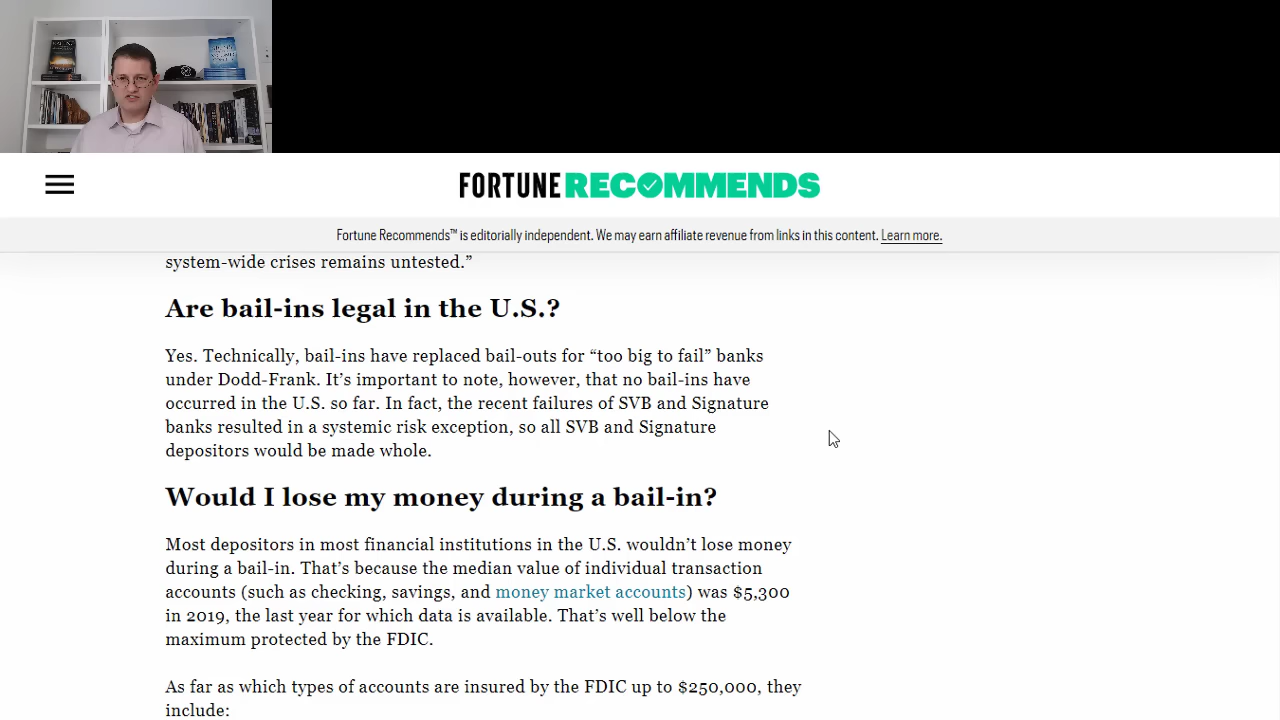 FORTUNE RECOMMENDS
Fortune Recommends™ is editorially independent. We may earn affiliate revenue from links in this content. Learn more.
system-wide crises remains untested.”
Are bail-ins legal in the U.S.?
Yes. Technically, bail-ins have replaced bail-outs for “too big to fail” banks
under Dodd-Frank. It’s important to note, however, that no bail-ins have
occurred in the U.S. so far. In fact, the recent failures of SVB and Signature
banks resulted in a systemic risk exception, so all SVB and Signature
depositors would be made whole.
Would I lose my money during a bail-in?
Most depositors in most financial institutions in the U.S. wouldn’t lose money
during a bail-in. That’s because the median value of individual transaction
accounts (such as checking, savings, and money market accounts) was $5,300
in 2019, the last year for which data is available. That’s well below the
maximum protected by the FDIC.
As far as which types of accounts are insured by the FDIC up to $250,000, they
include: